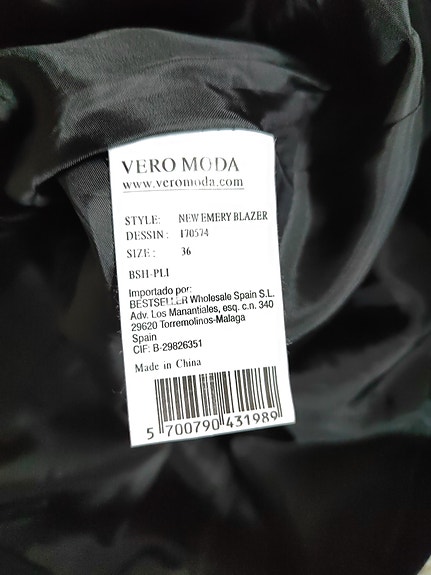 VERO MODA
www.veromoda.com
STYLE: NEW EMERY BLAZER
DESSIN: 170574
SIZE: 36
BSH-PLI
Importado por:
BESTSELLER Wholesale Spain S.L.
Adv. Los Manantiales, esq. c.n. 340
29620 Torremolinos-Malaga
Spain
CIF: B-29826351
Made in China
5 700790 431989